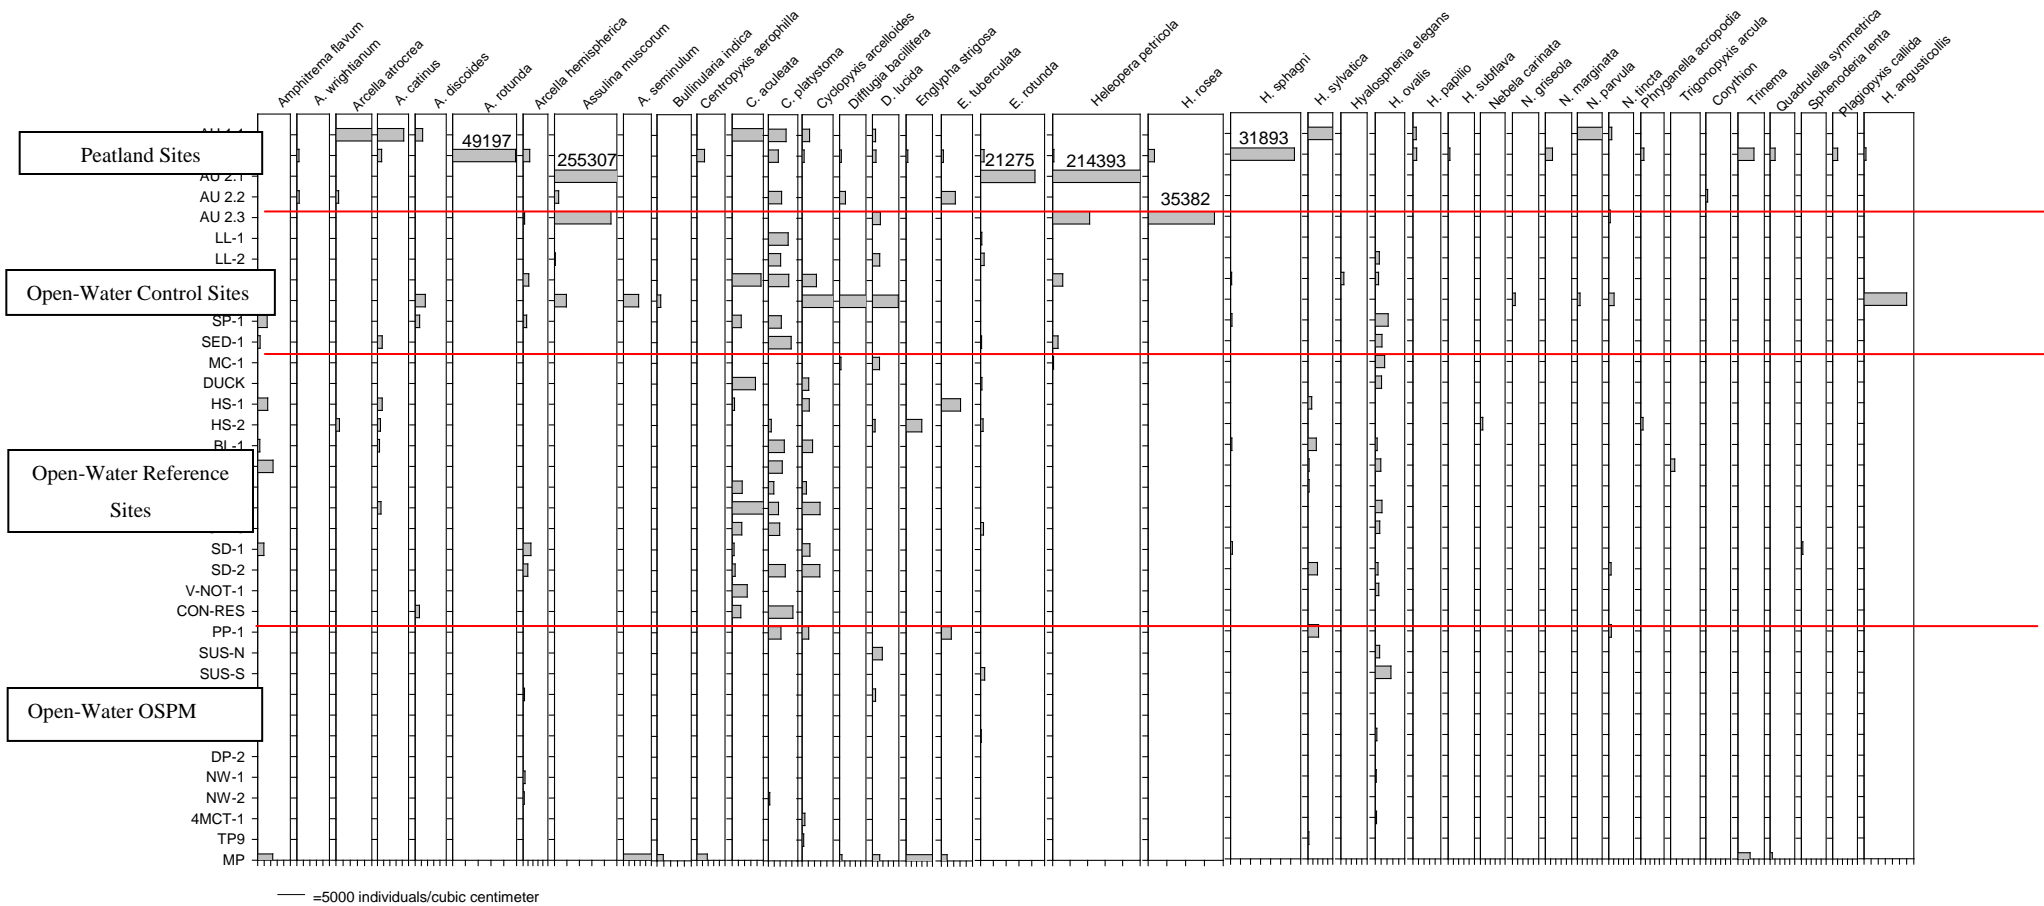 Amphitrema flavum
A. wrightianum
Arcella atrocrea
A. catinus
A. discoides
A. rotunda
Arcella hemispherica
Assulina muscorum
A. seminulum
Bullinularia indica
Centropyxis aerophilla
C. aculeata
C. platystoma
Cyclopyxis arcelloides
Difflugia bacillifera
D. lucida
Englypha strigosa
E. tuberculata
E. rotunda
Heleopera petricola
H. rosea
H. sphagni
H. sylvatica
Hyalosphenia elegans
H. ovalis
H. papilio
H. subflava
Nebela carinata
N. griseola
N. marginata
N. parvula
N. tincta
Phryganella acropodia
Trigonopyxis arcula
Corythion
Trinema
Quadrulella symmetrica
Sphenoderia lenta
Plagiopyxis callida
H. angusticollis
Peatland Sites
49197
255307
21275
214393
31893
35382
AU 2.1
AU 2.2
AU 2.3
LL-1
LL-2
Open-Water Control Sites
SP-1
SED-1
MC-1
DUCK
HS-1
HS-2
BL-1
Open-Water Reference
Sites
SD-1
SD-2
V-NOT-1
CON-RES
PP-1
SUS-N
SUS-S
Open-Water OSPM
DP-2
NW-1
NW-2
4MCT-1
TP9
MP
=5000 individuals/cubic centimeter